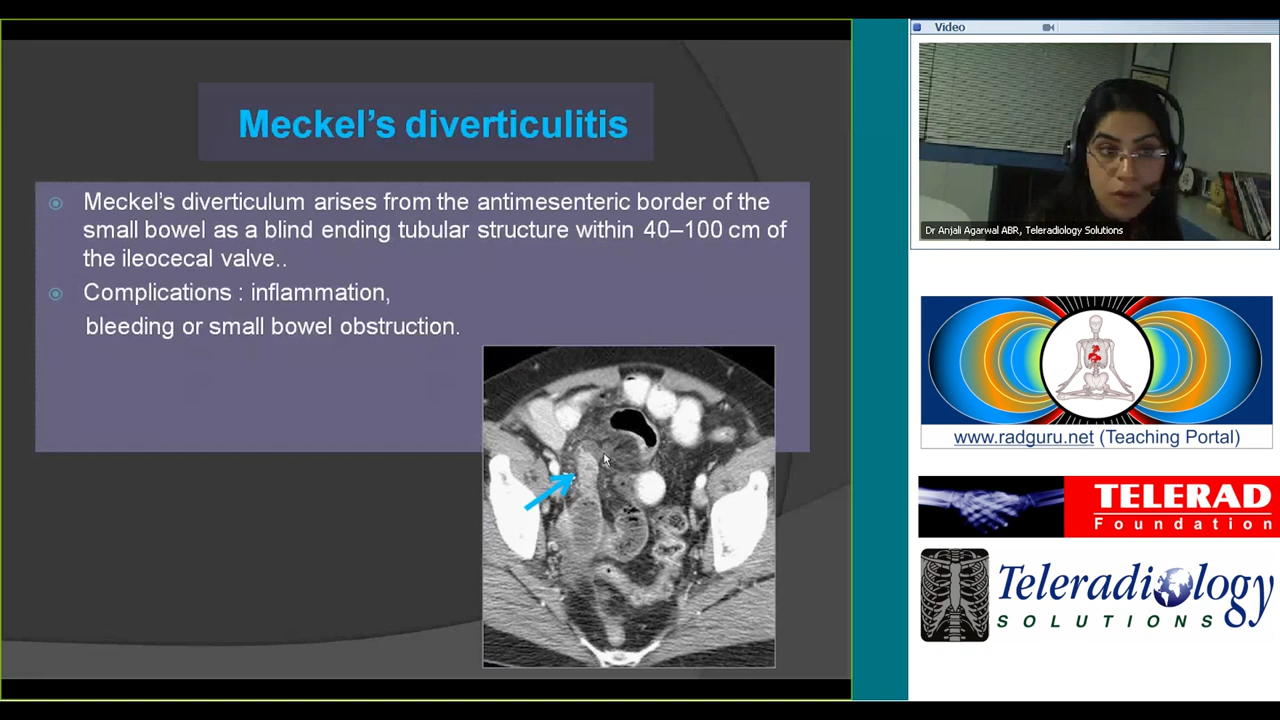 Meckel's diverticulitis
Meckel's diverticulum arises from the antimesenteric border of the
small bowel as a blind ending tubular structure within 40–100 cm of
the ileocecal valve..
Complications : inflammation,
bleeding or small bowel obstruction.
Video
Dr Anjali Agarwal ABR, Teleradiology Solutions
www.radguru.net (Teaching Portal)
TELERAD
Foundation
Teleradiology
SOLUTIONS